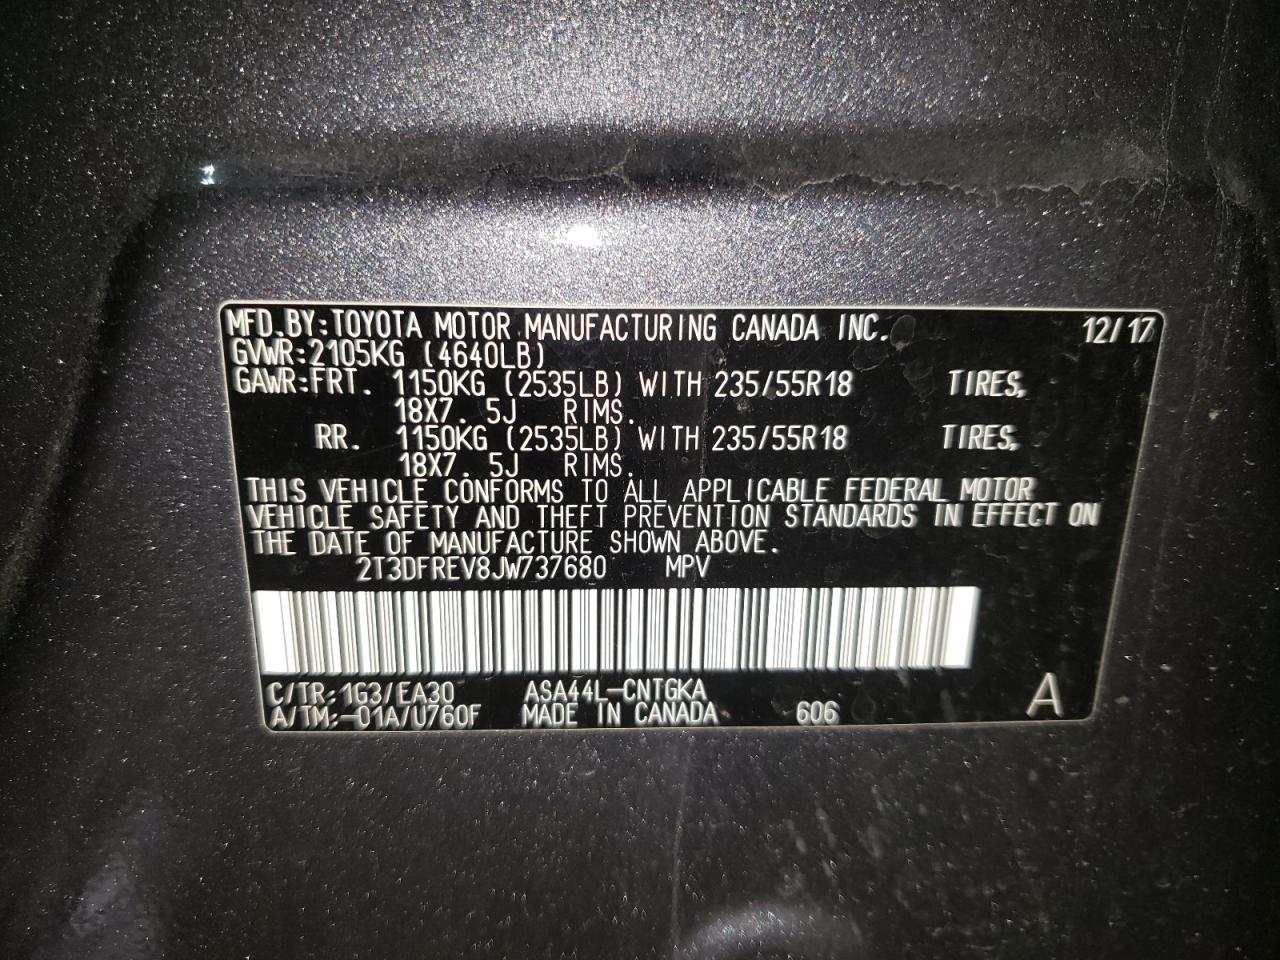 MFD.BY:TOYOTA MOTOR MANUFACTURING CANADA INC. 12/17
GVWR:2105KG (4640LB)
GAWR:FRT. 1150KG (2535LB) WITH 235/55R18 TIRES,
18X7. 5J RIMS.
RR. 1150KG (2535LB) WITH 235/55R18 TIRES,
18X7. 5J RIMS.
THIS VEHICLE CONFORMS TO ALL APPLICABLE FEDERAL MOTOR
VEHICLE SAFETY AND THEFT PREVENTION STANDARDS IN EFFECT ON
THE DATE OF MANUFACTURE SHOWN ABOVE.
2T3DFREV8JW737680 MPV
C/TR:1G3/EA30 ASA44L-CNTGKA A
A/TM:-01A/U760F MADE IN CANADA 606